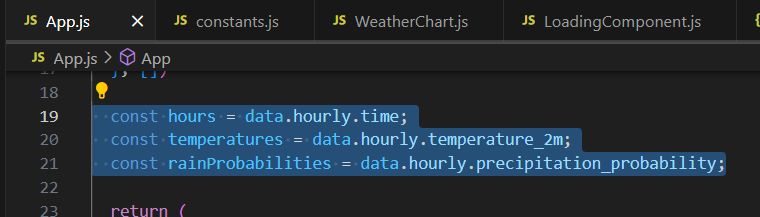 JS App.js × JS constants.js JS WeatherChart.js JS LoadingComponent.js {
JS App.js > App
17 }, [])
18
19 const hours = data.hourly.time;
20 const temperatures = data.hourly.temperature_2m;
21 const rainProbabilities = data.hourly.precipitation_probability;
22
23 return (